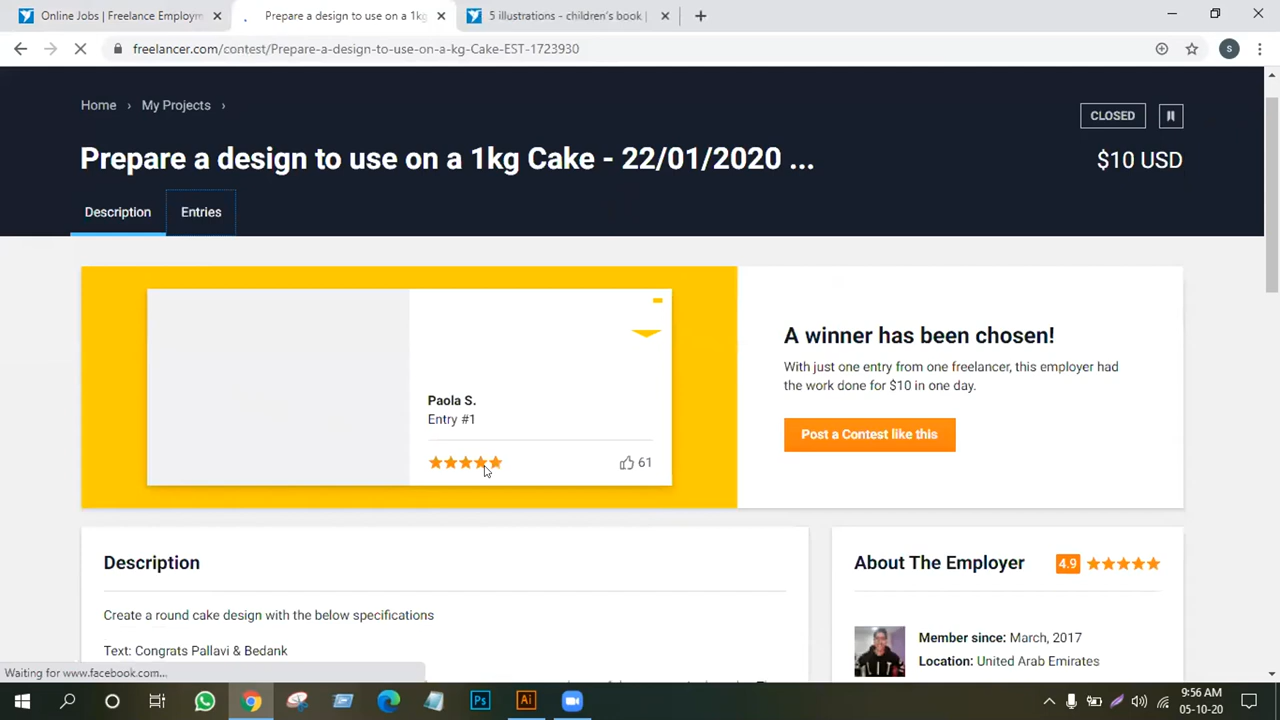 Online Jobs | Freelance Employm
Prepare a design to use on a 1kg
5 illustrations - children's book |
freelancer.com/contest/Prepare-a-design-to-use-on-a-kg-Cake-EST-1723930
S
Home › My Projects ›
CLOSED
Prepare a design to use on a 1kg Cake - 22/01/2020 ...
$10 USD
Description
Entries
A winner has been chosen!
With just one entry from one freelancer, this employer had
the work done for $10 in one day.
Paola S.
Entry #1
Post a Contest like this
61
Description
About The Employer
4.9
Create a round cake design with the below specifications
Text: Congrats Pallavi & Bedank
Member since: March, 2017
Location: United Arab Emirates
Waiting for www.facebook.com...
Ps
Ai
9:56 AM
05-10-20